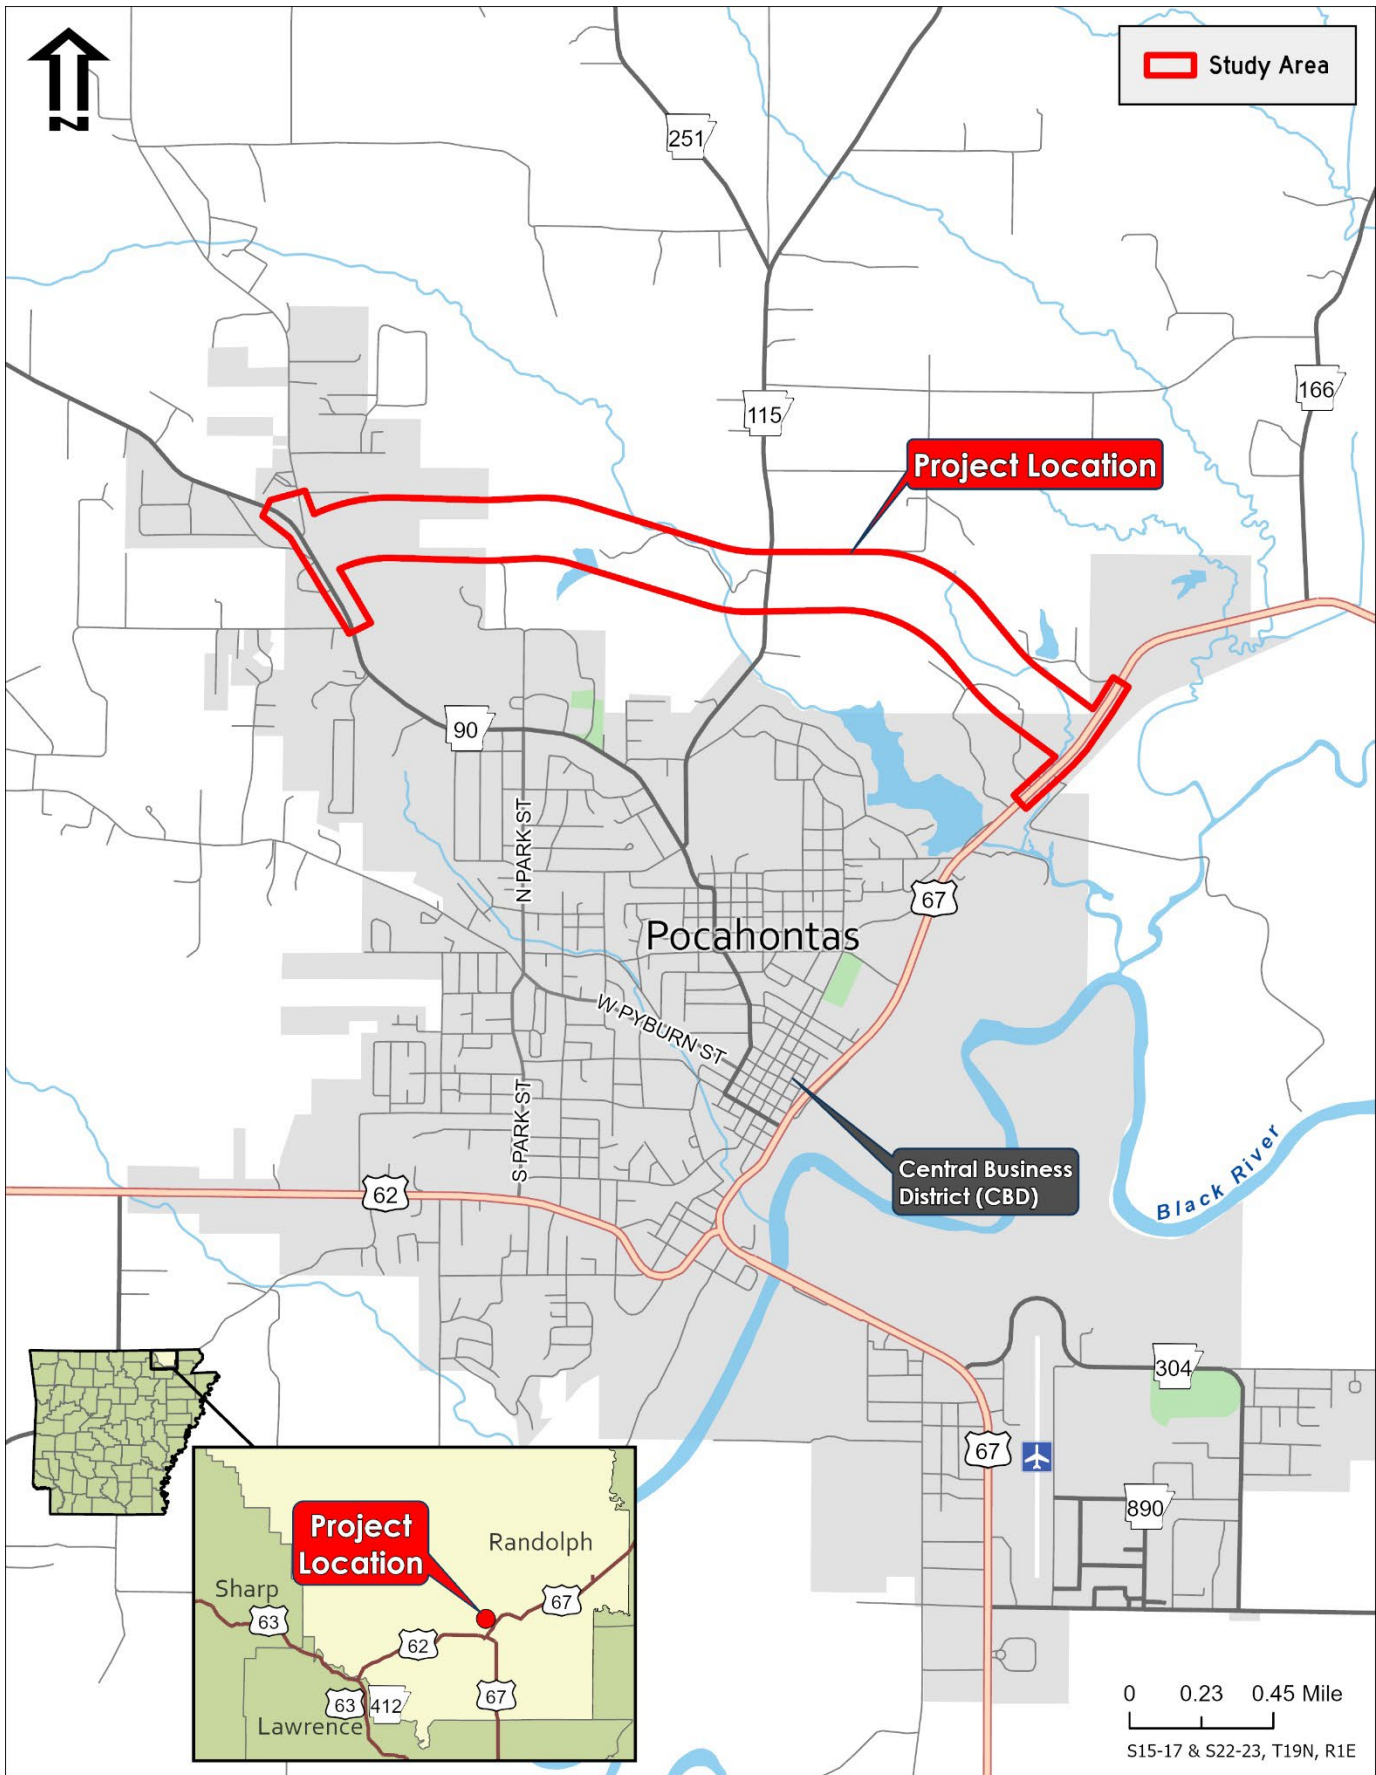 N
Study Area
251
166
115
Project Location
90
N PARK ST
67
Pocahontas
W PYBURN ST
S PARK ST
Central Business
District (CBD)
Black River
62
304
67
890
Project
Location
Randolph
Sharp
63
67
62
63
412
67
Lawrence
0 0.23 0.45 Mile
S15-17 & S22-23, T19N, R1E